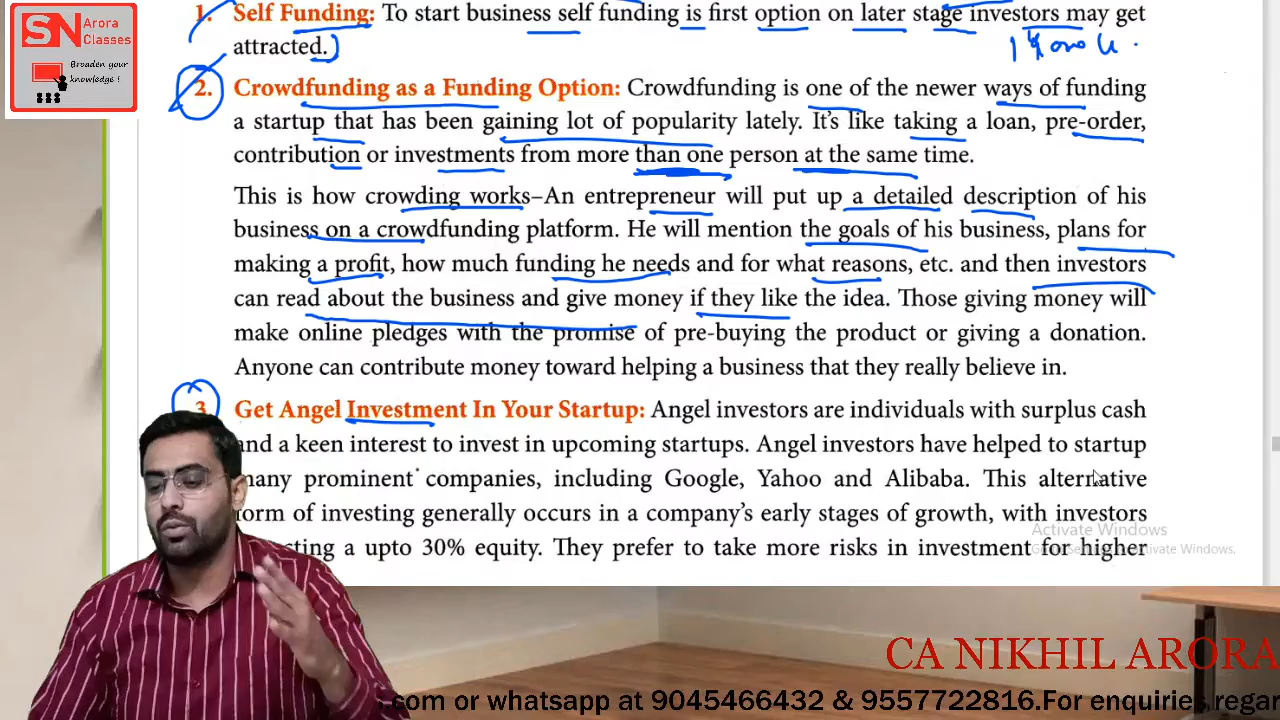 SN Arora
Classes
Broaden your
knowledge !
1. Self Funding: To start business self funding is first option on later stage investors may get
attracted.
2. Crowdfunding as a Funding Option: Crowdfunding is one of the newer ways of funding
a startup that has been gaining lot of popularity lately. It's like taking a loan, pre-order,
contribution or investments from more than one person at the same time.
This is how crowding works–An entrepreneur will put up a detailed description of his
business on a crowdfunding platform. He will mention the goals of his business, plans for
making a profit, how much funding he needs and for what reasons, etc. and then investors
can read about the business and give money if they like the idea. Those giving money will
make online pledges with the promise of pre-buying the product or giving a donation.
Anyone can contribute money toward helping a business that they really believe in.
3. Get Angel Investment In Your Startup: Angel investors are individuals with surplus cash
and a keen interest to invest in upcoming startups. Angel investors have helped to startup
many prominent companies, including Google, Yahoo and Alibaba. This alternative
form of investing generally occurs in a company's early stages of growth, with investors
a upto 30% equity. They prefer to take more risks in investment for higher
Activate Windows
CA NIKHIL ARORA
com or whatsapp at 9045466432 & 9557722816.For enquiries regar